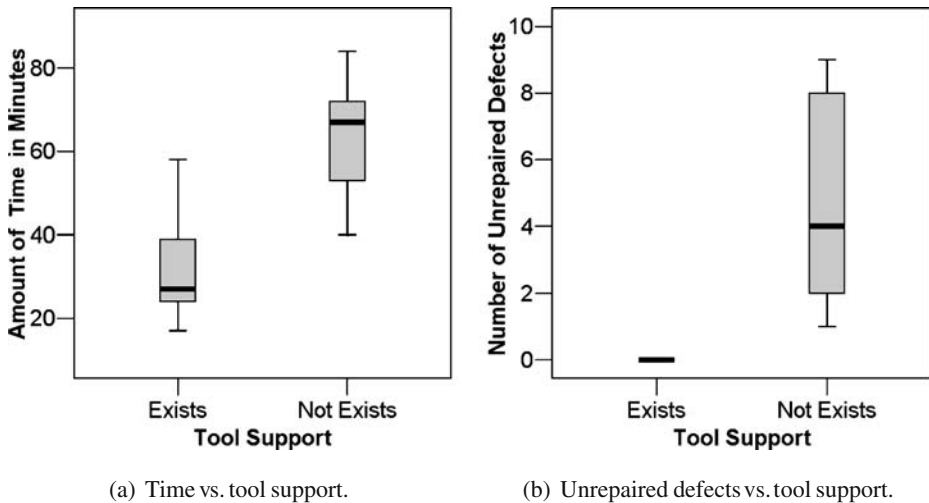 Amount of Time in Minutes
80
60
40
20
Exists
Not Exists
Tool Support
(a) Time vs. tool support.
Number of Unrepaired Defects
10
8
6
4
2
0
Exists
Not Exists
Tool Support
(b) Unrepaired defects vs. tool support.